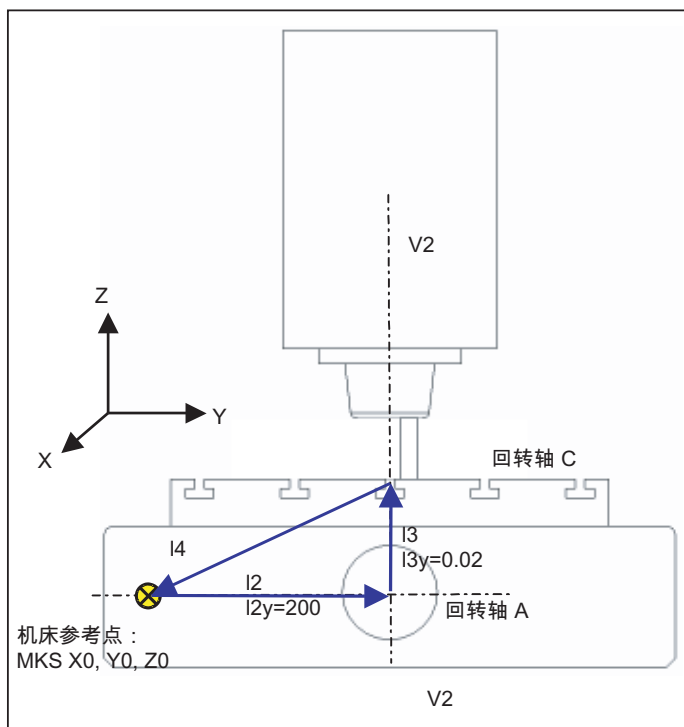 V2
Z
Y
X
回转轴 C
l3
l3y=0.02
l4
l2
l2y=200
回转轴 A
机床参考点：
MKS X0, Y0, Z0
V2